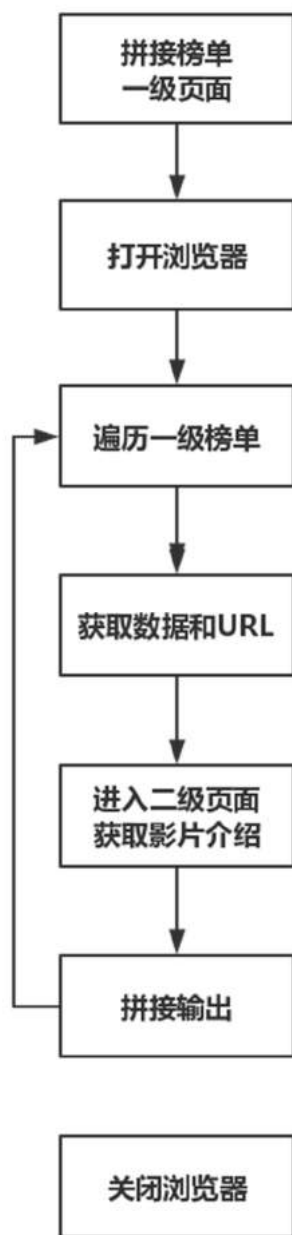 拼接榜单
一级页面
打开浏览器
遍历一级榜单
获取数据和URL
进入二级页面
获取影片介绍
拼接输出
关闭浏览器